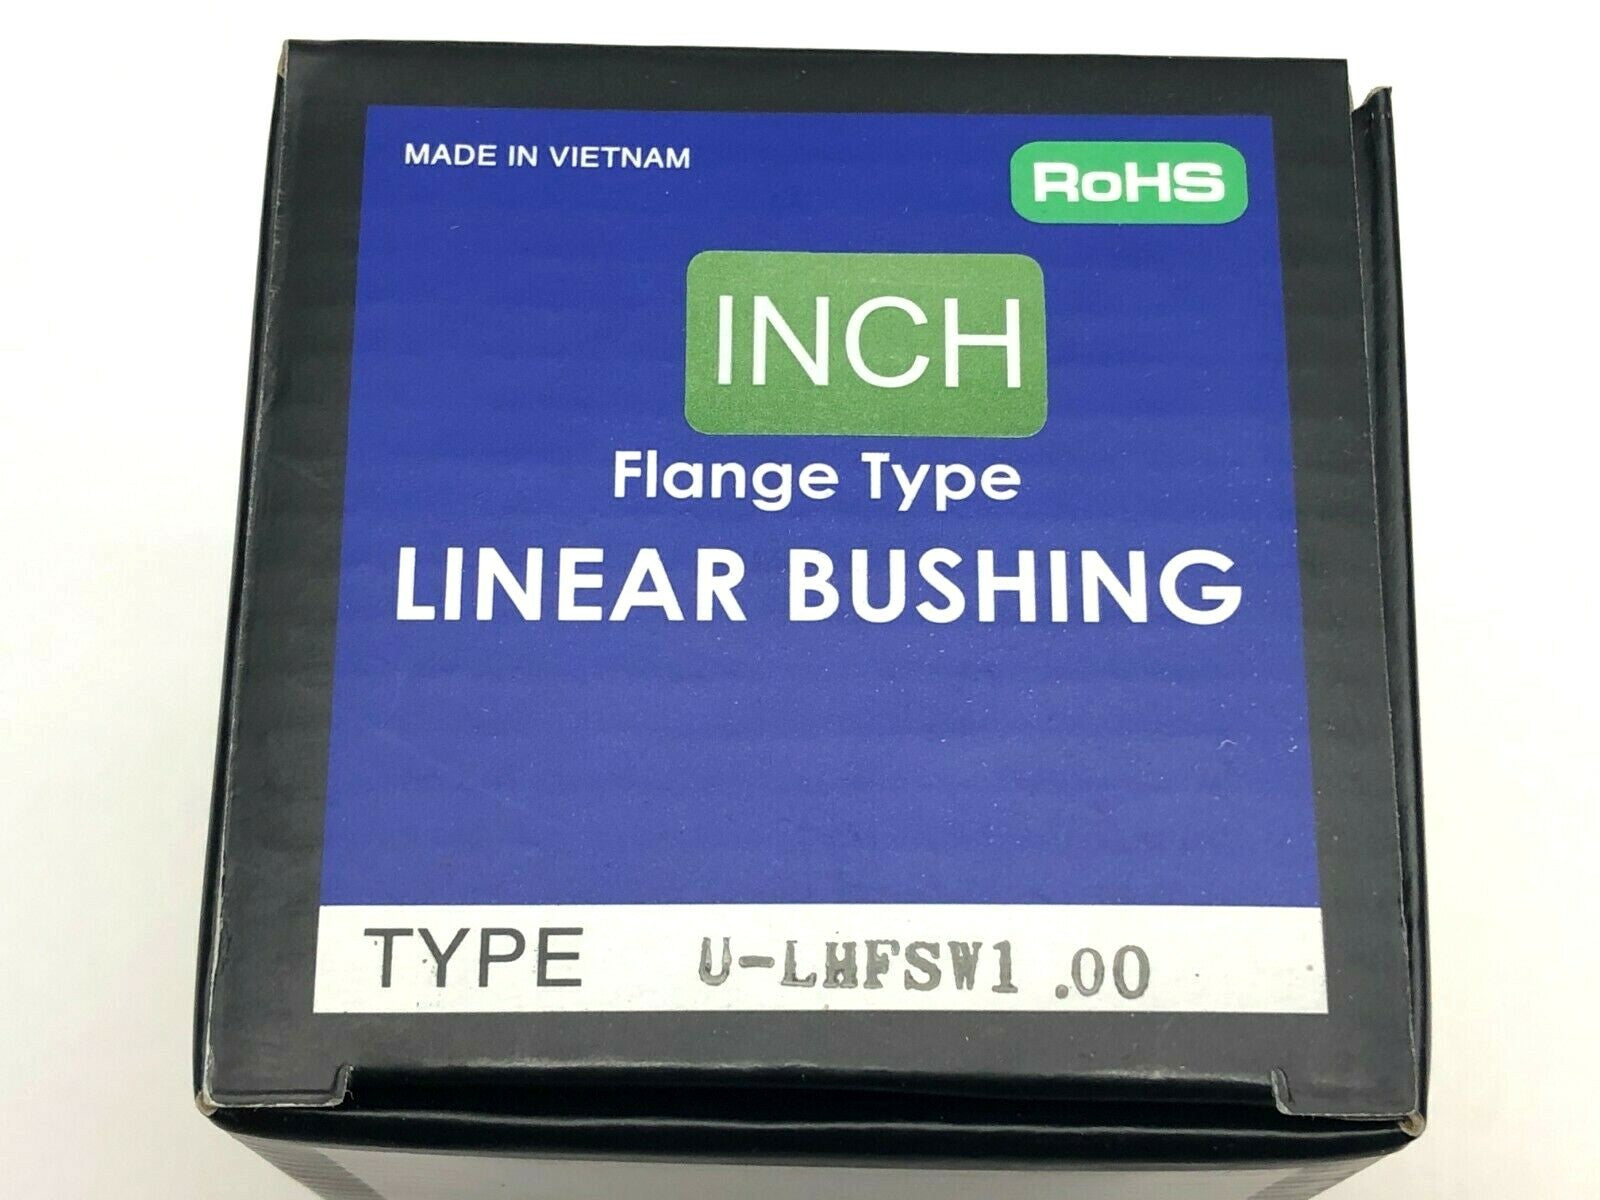 MADE IN VIETNAM
RoHS
INCH
Flange Type
LINEAR BUSHING
TYPE U-LHFSW1.00